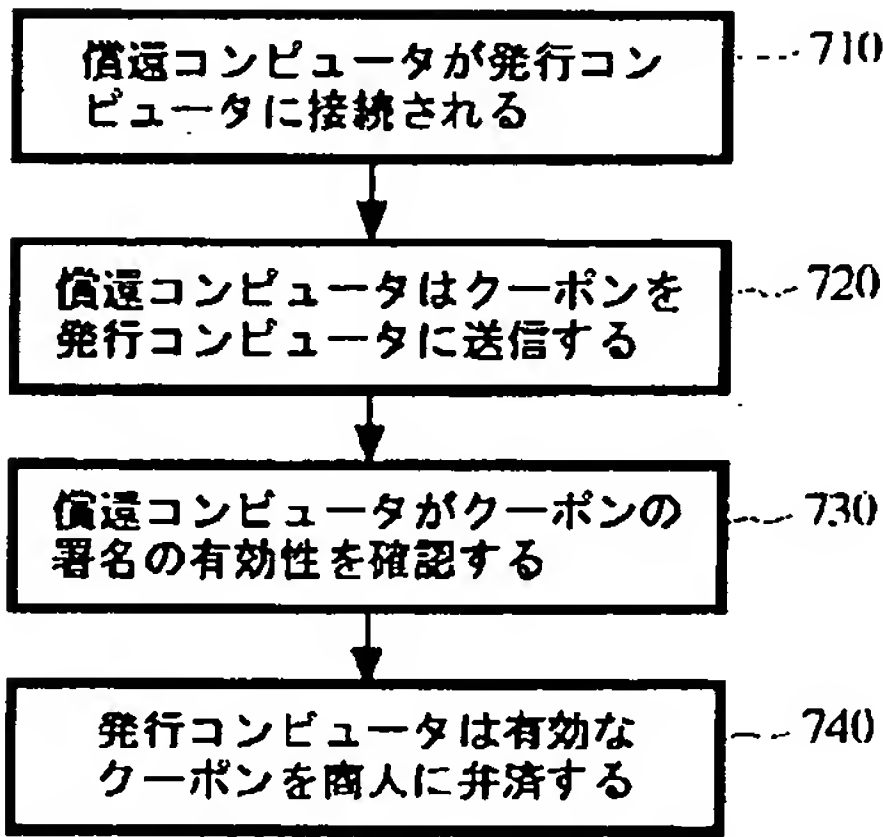 償還コンピュータが発行コン
ピュータに接続される
710
償還コンピュータはクーポンを
発行コンピュータに送信する
720
償還コンピュータがクーポンの
署名の有効性を確認する
730
発行コンピュータは有効な
クーポンを商人に弁済する
740